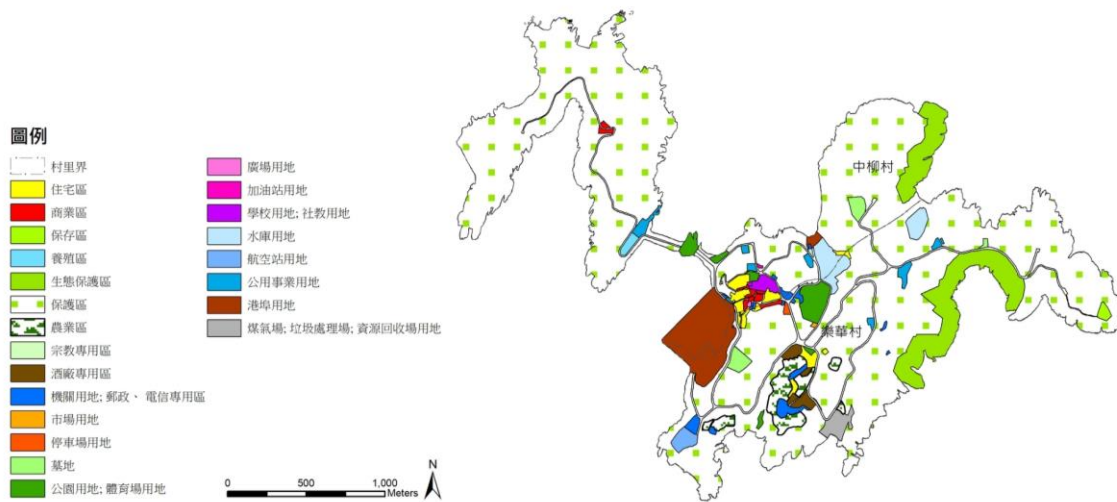 圖例
村里界
住宅區
商業區
保存區
養殖區
生態保護區
保護區
農業區
宗教專用區
酒廠專用區
機關用地; 郵政、電信專用區
市場用地
停車場用地
墓地
公園用地; 體育場用地
廣場用地
加油站用地
學校用地; 社教用地
水庫用地
航空站用地
公用事業用地
港埠用地
煤氣場; 垃圾處理場; 資源回收場用地
0 500 1,000
Meters
N
中柳村
樂華村